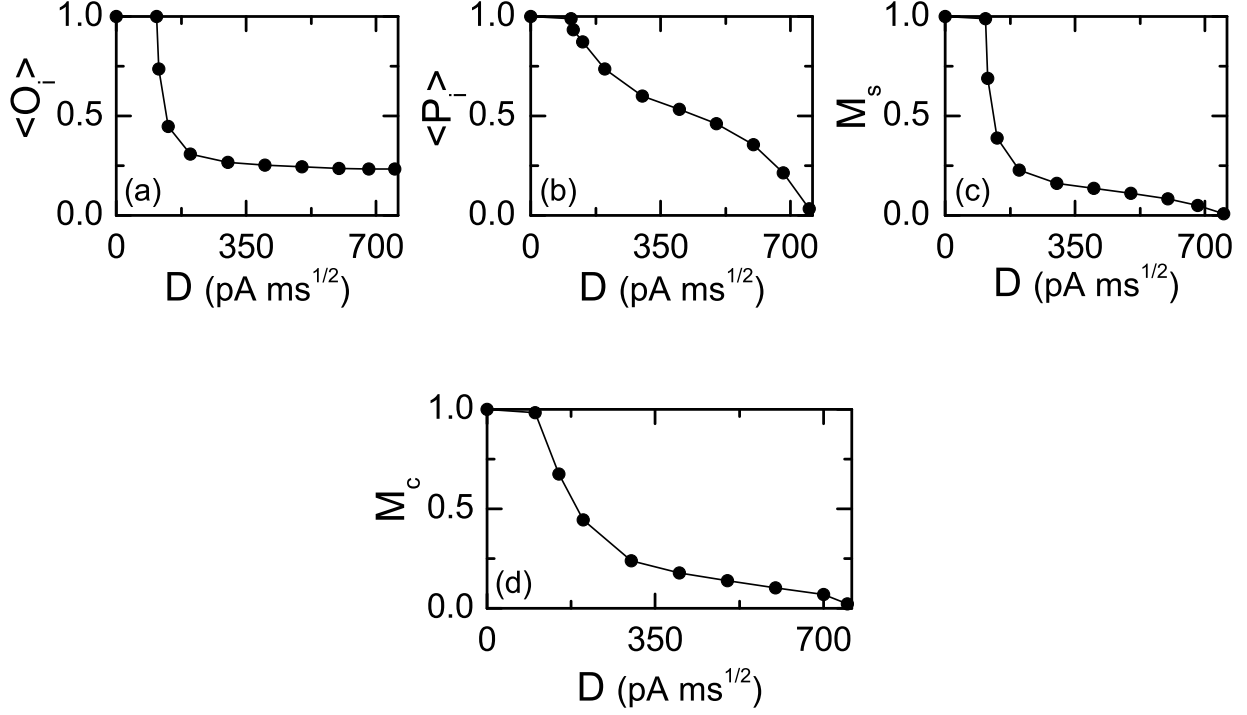 <O_i>
1.0
0.5
0.0
(a)
0 350 700
D (pA ms^1/2)
<P_i>
1.0
0.5
0.0
(b)
0 350 700
D (pA ms^1/2)
M_s
1.0
0.5
0.0
(c)
0 350 700
D (pA ms^1/2)
M_c
1.0
0.5
0.0
(d)
0 350 700
D (pA ms^1/2)